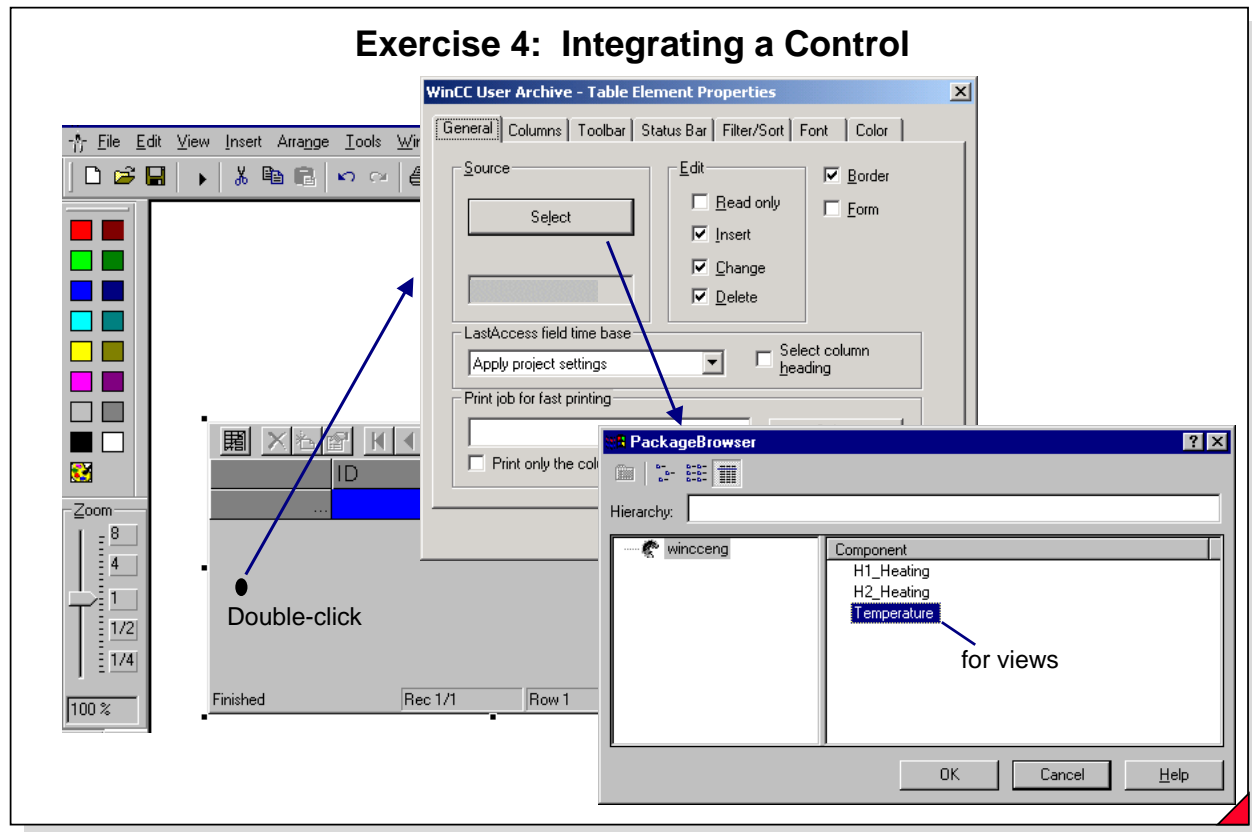 Exercise 4:  Integrating a Control
WinCC User Archive - Table Element Properties
General Columns Toolbar Status Bar Filter/Sort Font Color
File Edit View Insert Arrange Tools
Source
Select
Edit
Read only
Insert
Change
Delete
Border
Form
LastAccess field time base
Apply project settings
Select column
heading
Print job for fast printing
Print only the
ID
...
Zoom
8
4
1
1/2
1/4
100 %
Double-click
Finished
Rec 1/1
Row 1
PackageBrowser
Hierarchy:
wincceng
Component
H1_Heating
H2_Heating
Temperature
for views
OK
Cancel
Help